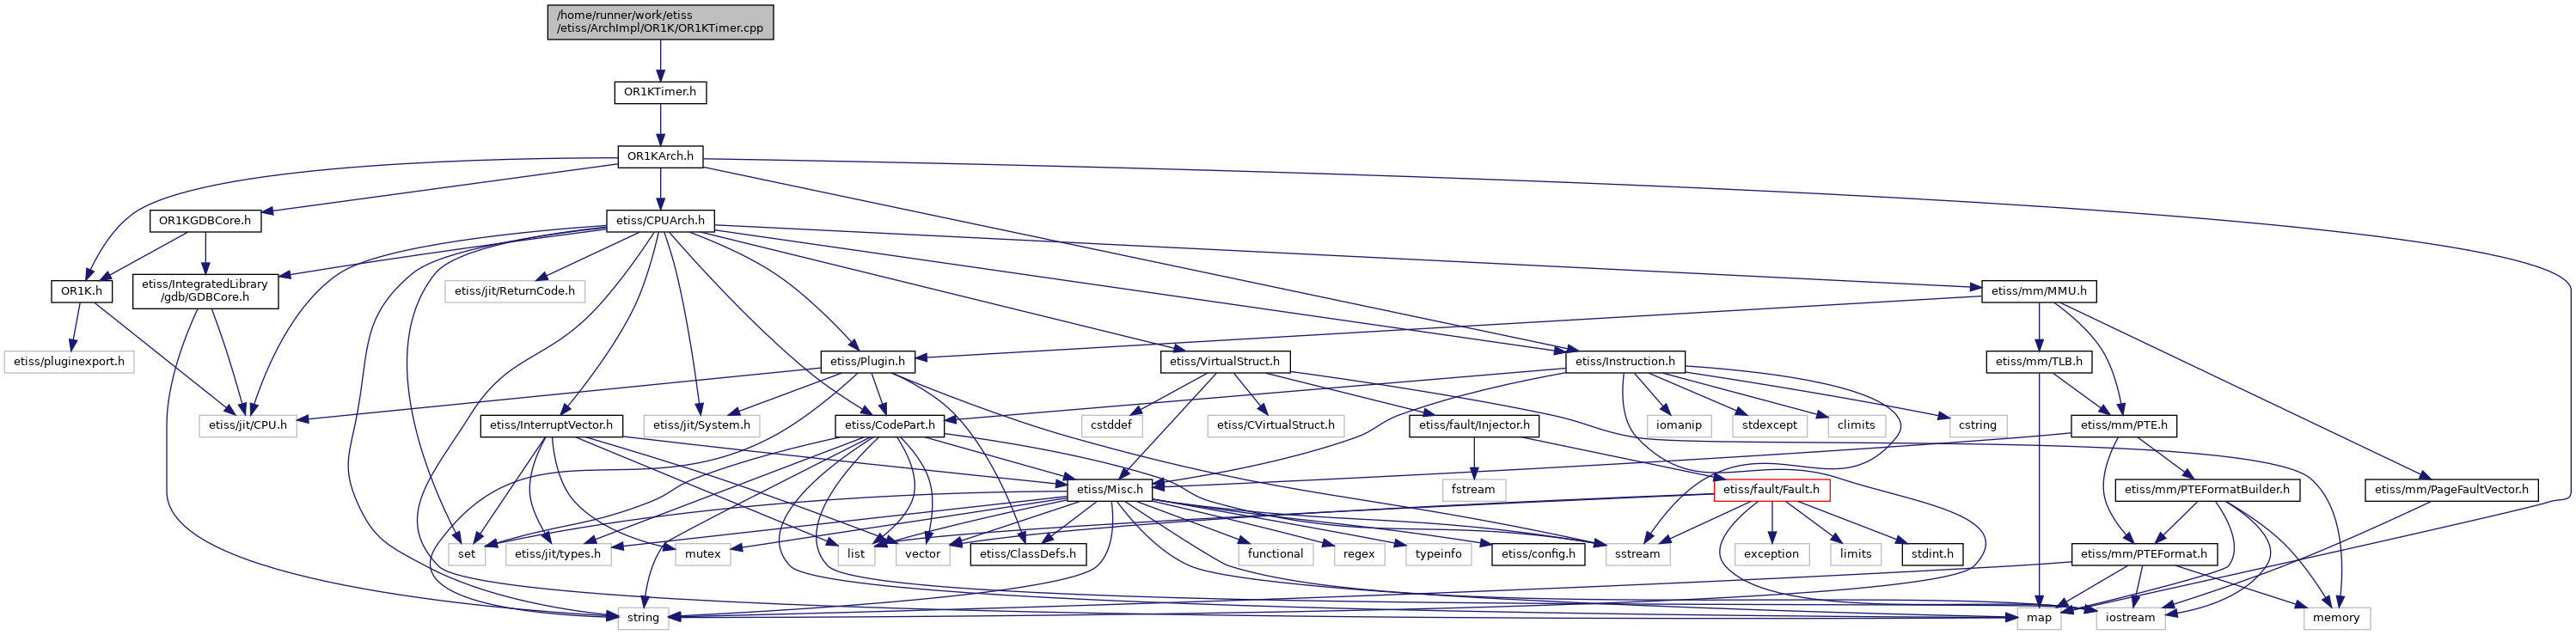 /home/runner/work/etiss
/etiss/ArchImpl/OR1K/OR1KTimer.cpp
OR1KTimer.h
OR1KArch.h
OR1KGDBCore.h
etiss/CPUArch.h
OR1K.h
etiss/IntegratedLibrary
/gdb/GDBCore.h
etiss/jit/ReturnCode.h
etiss/mm/MMU.h
etiss/pluginexport.h
etiss/Plugin.h
etiss/VirtualStruct.h
etiss/Instruction.h
etiss/mm/TLB.h
etiss/jit/CPU.h
etiss/InterruptVector.h
etiss/jit/System.h
etiss/CodePart.h
cstddef
etiss/CVirtualStruct.h
etiss/fault/Injector.h
iomanip
stdexcept
climits
cstring
etiss/mm/PTE.h
etiss/Misc.h
fstream
etiss/fault/Fault.h
etiss/mm/PTEFormatBuilder.h
etiss/mm/PageFaultVector.h
set
etiss/jit/types.h
mutex
list
vector
etiss/ClassDefs.h
functional
regex
typeinfo
etiss/config.h
sstream
exception
limits
stdint.h
etiss/mm/PTEFormat.h
string
map
iostream
memory